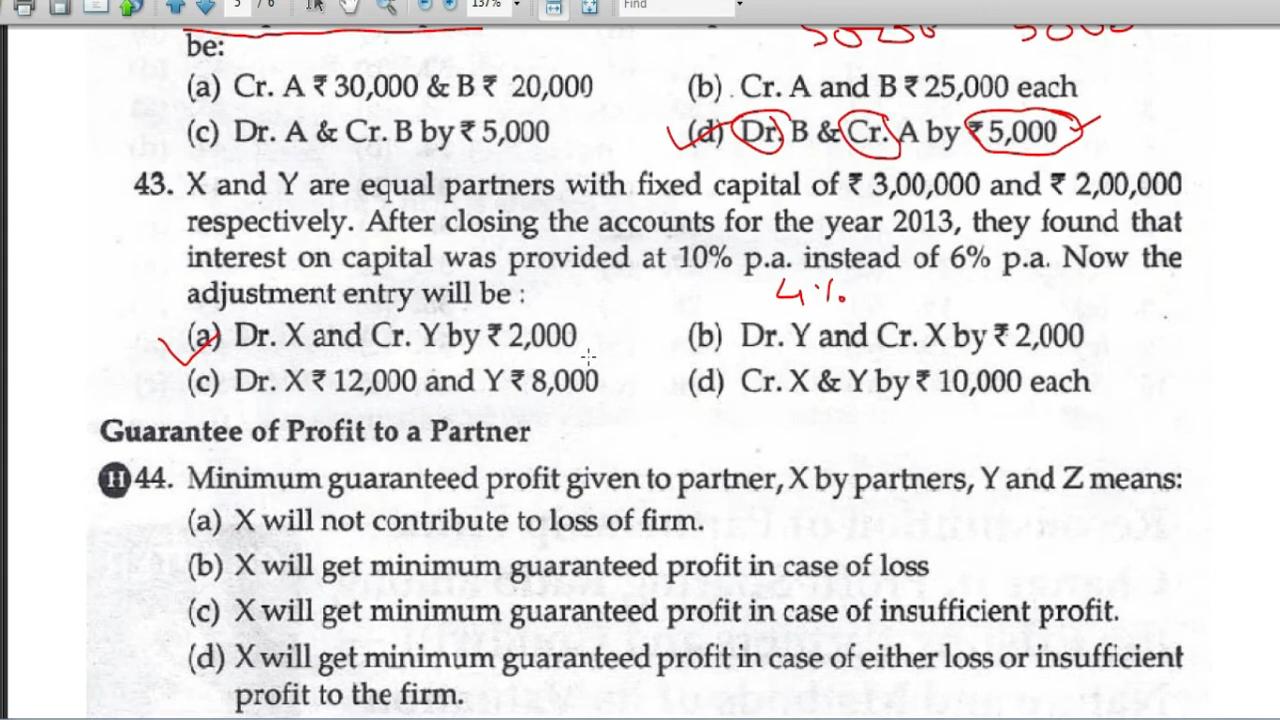 5 / 6 137% Find
be: 50200 5000
(a) Cr. A ₹ 30,000 & B ₹ 20,000
(b) . Cr. A and B ₹ 25,000 each
(c) Dr. A & Cr. B by ₹ 5,000
(d) Dr. B & Cr. A by ₹ 5,000
43. X and Y are equal partners with fixed capital of ₹ 3,00,000 and ₹ 2,00,000
respectively. After closing the accounts for the year 2013, they found that
interest on capital was provided at 10% p.a. instead of 6% p.a. Now the
adjustment entry will be :
4%
(a) Dr. X and Cr. Y by ₹ 2,000
(b) Dr. Y and Cr. X by ₹ 2,000
(c) Dr. X ₹ 12,000 and Y ₹ 8,000
(d) Cr. X & Y by ₹ 10,000 each
Guarantee of Profit to a Partner
H 44. Minimum guaranteed profit given to partner, X by partners, Y and Z means:
(a) X will not contribute to loss of firm.
(b) X will get minimum guaranteed profit in case of loss
(c) X will get minimum guaranteed profit in case of insufficient profit.
(d) X will get minimum guaranteed profit in case of either loss or insufficient
profit to the firm.